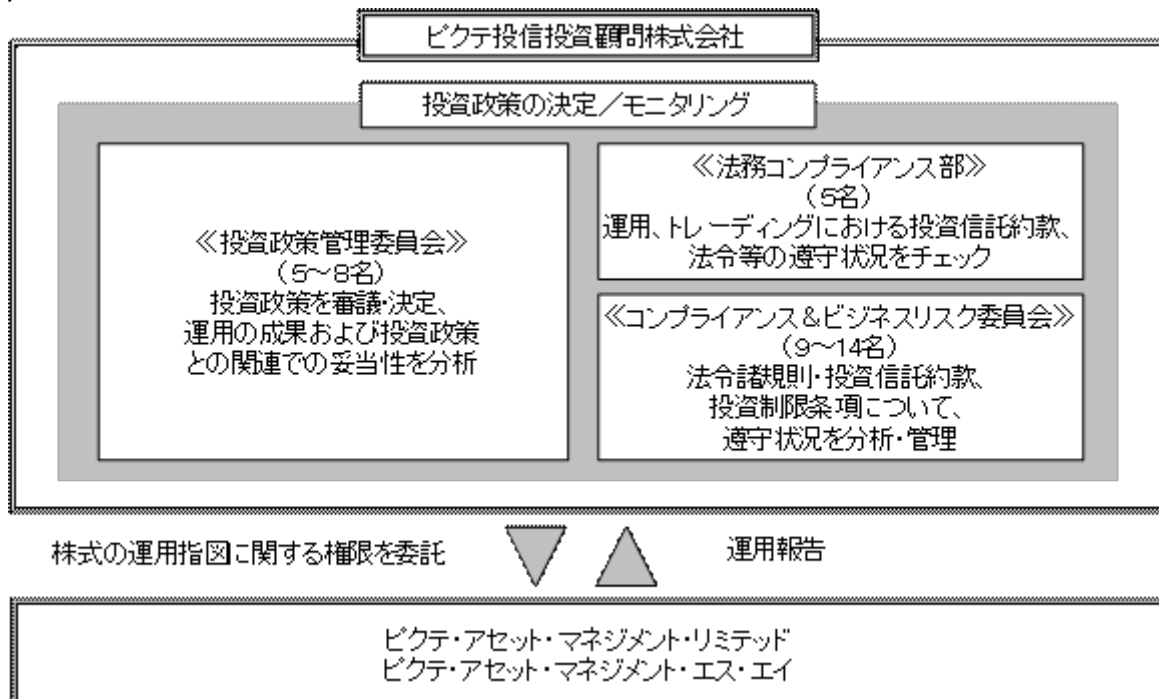 ピクテ投信投資顧問株式会社
投資政策の決定／モニタリング
≪投資政策管理委員会≫
（5～8名）
投資政策を審議・決定、
運用の成果および投資政策
との関連での妥当性を分析
≪法務コンプライアンス部≫
（5名）
運用、トレーディングにおける投資信託約款、
法令等の遵守状況をチェック
≪コンプライアンス＆ビジネスリスク委員会≫
（9～14名）
法令諸規則・投資信託約款、
投資制限条項について、
遵守状況を分析・管理
株式の運用指図に関する権限を委託
運用報告
ピクテ・アセット・マネジメント・リミテッド
ピクテ・アセット・マネジメント・エス・エイ